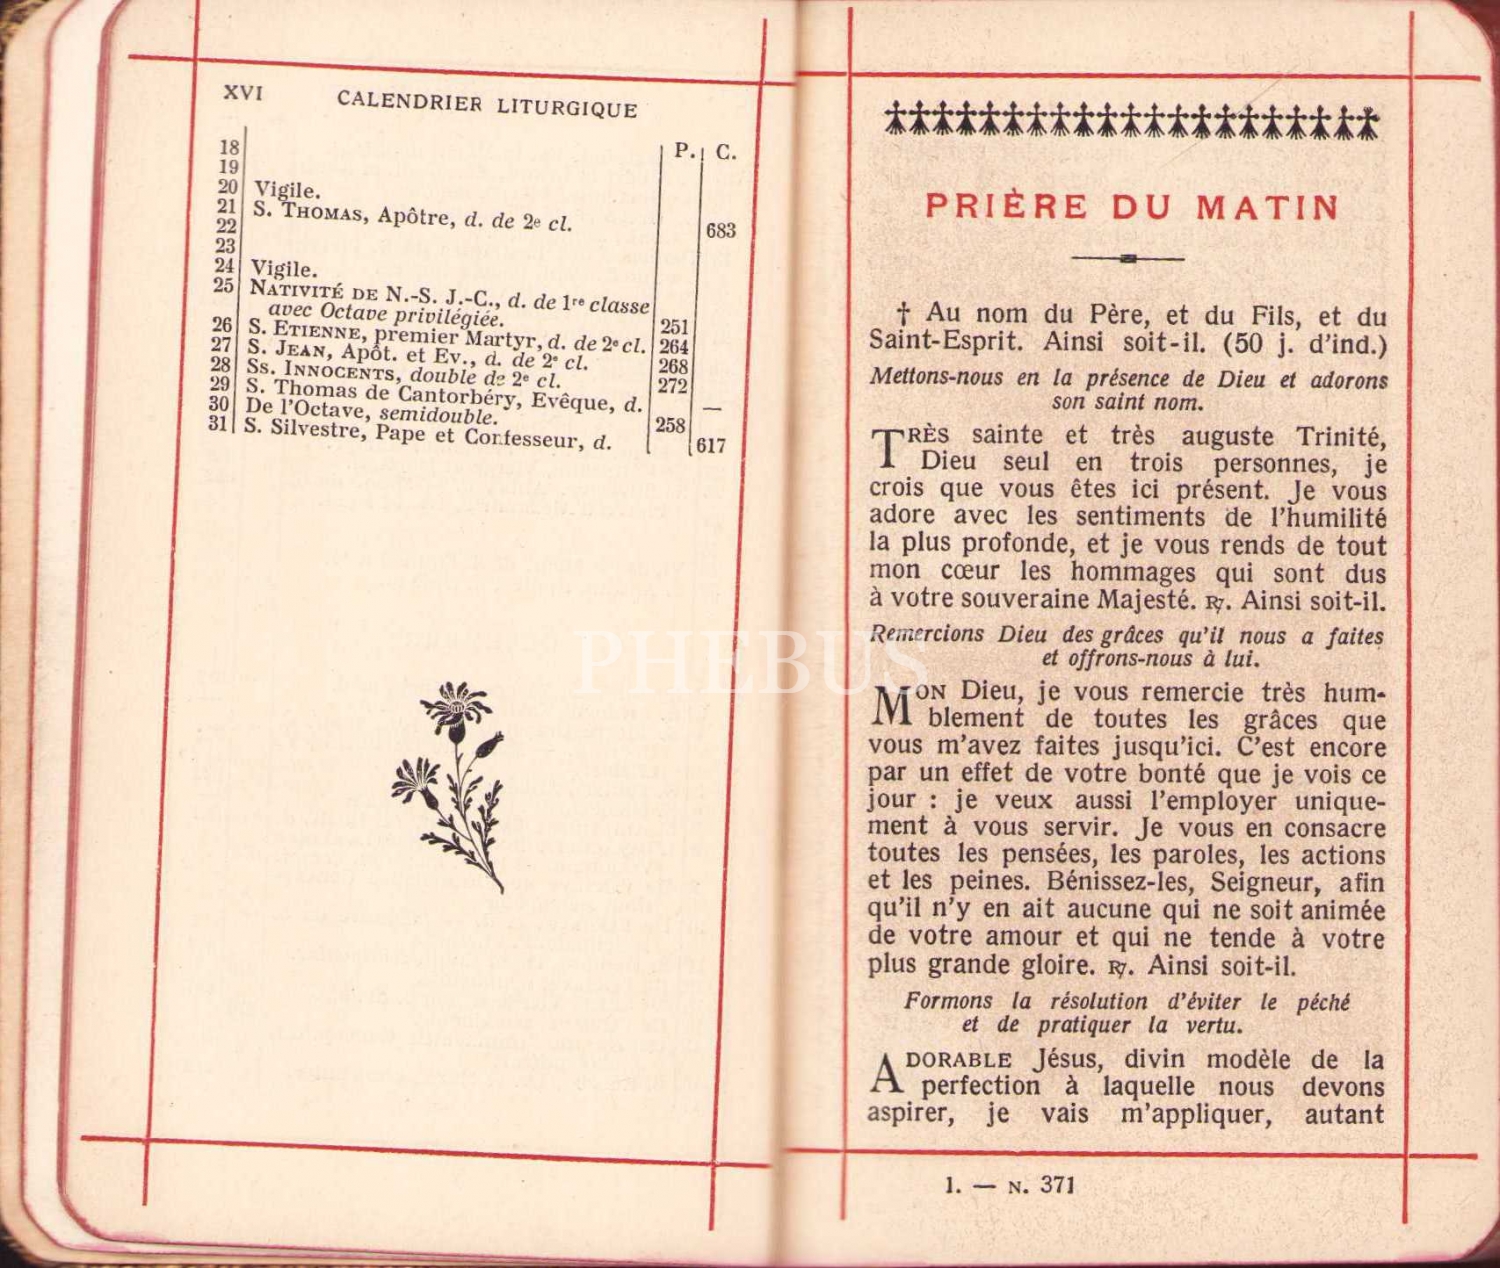 XVI CALENDRIER LITURGIQUE
P. C.
18
19
20 Vigile.
21 S. THOMAS, Apôtre, d. de 2e cl. 683
22
23
24 Vigile.
25 NATIVITÉ DE N.-S. J.-C., d. de 1re classe
avec Octave privilégiée. 251
26 S. ETIENNE, premier Martyr, d. de 2e cl. 264
27 S. JEAN, Apôt. et Ev., d. de 2e cl. 268
28 Ss. INNOCENTS, double de 2e cl. 272
29 S. Thomas de Cantorbéry, Evêque, d. —
30 De l'Octave, semidouble. 258
31 S. Silvestre, Pape et Confesseur, d. 617
PRIÈRE DU MATIN
† Au nom du Père, et du Fils, et du
Saint-Esprit. Ainsi soit-il. (50 j. d'ind.)
Mettons-nous en la présence de Dieu et adorons
son saint nom.
TRÈS sainte et très auguste Trinité,
Dieu seul en trois personnes, je
crois que vous êtes ici présent. Je vous
adore avec les sentiments de l'humilité
la plus profonde, et je vous rends de tout
mon cœur les hommages qui sont dus
à votre souveraine Majesté. ℟. Ainsi soit-il.
Remercions Dieu des grâces qu'il nous a faites
et offrons-nous à lui.
MON Dieu, je vous remercie très hum-
blement de toutes les grâces que
vous m'avez faites jusqu'ici. C'est encore
par un effet de votre bonté que je vois ce
jour : je veux aussi l'employer unique-
ment à vous servir. Je vous en consacre
toutes les pensées, les paroles, les actions
et les peines. Bénissez-les, Seigneur, afin
qu'il n'y en ait aucune qui ne soit animée
de votre amour et qui ne tende à votre
plus grande gloire. ℟. Ainsi soit-il.
Formons la résolution d'éviter le péché
et de pratiquer la vertu.
ADORABLE Jésus, divin modèle de la
perfection à laquelle nous devons
aspirer, je vais m'appliquer, autant
1. — N. 371
PHEBUS